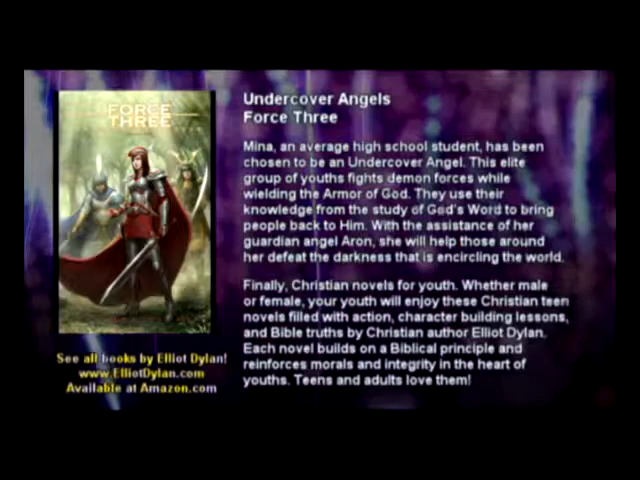 FORCE
THREE
See all books by Elliot Dylan!
www.ElliotDylan.com
Available at Amazon.com
Undercover Angels
Force Three
Mina, an average high school student, has been
chosen to be an Undercover Angel. This elite
group of youths fights demon forces while
wielding the Armor of God. They use their
knowledge from the study of God's Word to bring
people back to Him. With the assistance of her
guardian angel Aron, she will help those around
her defeat the darkness that is encircling the world.
Finally, Christian novels for youth. Whether male
or female, your youth will enjoy these Christian teen
novels filled with action, character building lessons,
and Bible truths by Christian author Elliot Dylan.
Each novel builds on a Biblical principle and
reinforces morals and integrity in the heart of
youths. Teens and adults love them!